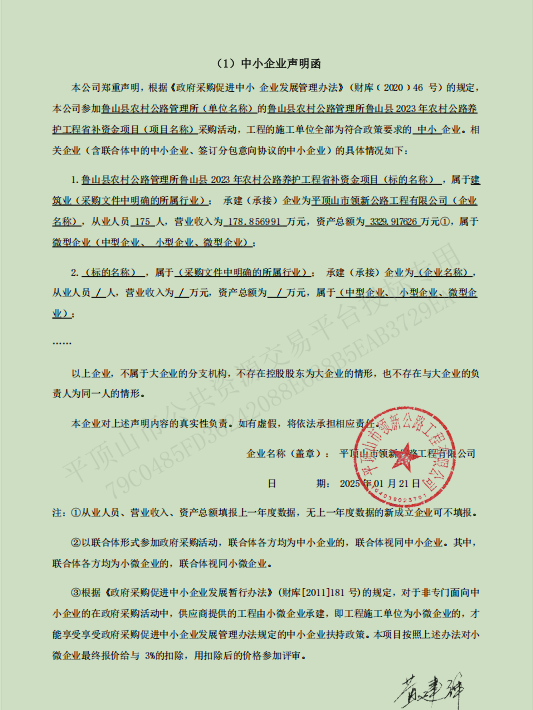 （1）中小企业声明函
本公司郑重声明，根据《政府采购促进中小 企业发展管理办法》(财库﹝2020﹞46 号) 的规定，
本公司参加鲁山县农村公路管理所（单位名称）的鲁山县农村公路管理所鲁山县 2023 年农村公路养
护工程省补资金项目（项目名称）采购活动，工程的施工单位全部为符合政策要求的 中小 企业。相
关企业（含联合体中的中小企业、签订分包意向协议的中小企业）的具体情况如下：
1.鲁山县农村公路管理所鲁山县 2023 年农村公路养护工程省补资金项目（标的名称） ，属于建
筑业（采购文件中明确的所属行业）； 承建（承接）企业为平顶山市领新公路工程有限公司（企业
名称），从业人员 175 人，营业收入为 178.856991 万元，资产总额为 3329.917626 万元①，属于
微型企业（中型企业、 小型企业、微型企业）；
2. （标的名称） ，属于（采购文件中明确的所属行业）； 承建（承接）企业为（企业名称），
从业人员 / 人，营业收入为 / 万元，资产总额为 / 万元，属于（中型企业、 小型企业、微型企
业）；
……
以上企业，不属于大企业的分支机构，不存在控股股东为大企业的情形，也不存在与大企业的负
责人为同一人的情形。
本企业对上述声明内容的真实性负责。如有虚假，将依法承担相应责任。
企业名称（盖章）： 平顶山市领新公路工程有限公司
日 期： 2025 年 01 月 21 日
平顶山市领新公路工程有限公司
注：①从业人员、营业收入、资产总额填报上一年度数据，无上一年度数据的新成立企业可不填报。
②以联合体形式参加政府采购活动，联合体各方均为中小企业的，联合体视同中小企业。其中，
联合体各方均为小微企业的，联合体视同小微企业。
③根据《政府采购促进中小企业发展暂行办法》(财库[2011]181 号)的规定，对于非专门面向中
小企业的在政府采购活动中，供应商提供的工程由小微企业承建，即工程施工单位为小微企业的，才
能享受享受政府采购促进中小企业发展管理办法规定的中小企业扶持政策。本项目按照上述办法对小
微企业最终报价给与 3%的扣除，用扣除后的价格参加评审。